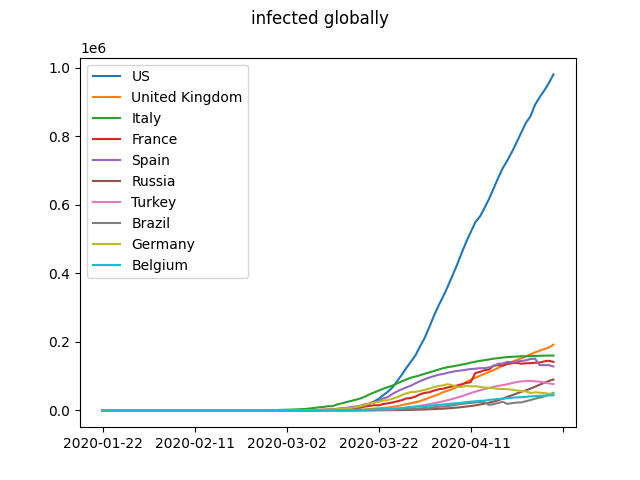 infected globally
1e6
1.0
0.8
0.6
0.4
0.2
0.0
US
United Kingdom
Italy
France
Spain
Russia
Turkey
Brazil
Germany
Belgium
2020-01-22 2020-02-11 2020-03-02 2020-03-22 2020-04-11